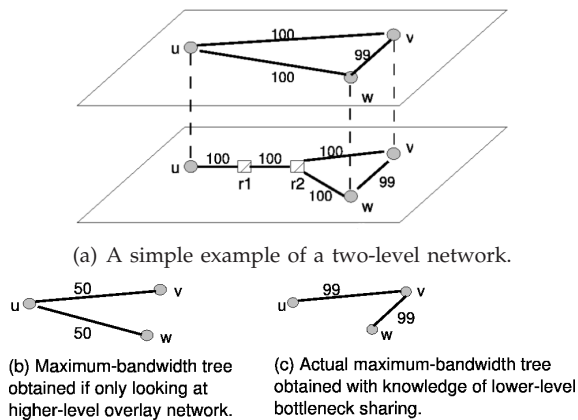 100
u
v
99
100
w
100
100
100
v
u
r1
r2
99
100
w
(a) A simple example of a two-level network.
50
v
u
50
w
99
v
u
99
w
(b) Maximum-bandwidth tree
obtained if only looking at
higher-level overlay network.
(c) Actual maximum-bandwidth tree
obtained with knowledge of lower-level
bottleneck sharing.